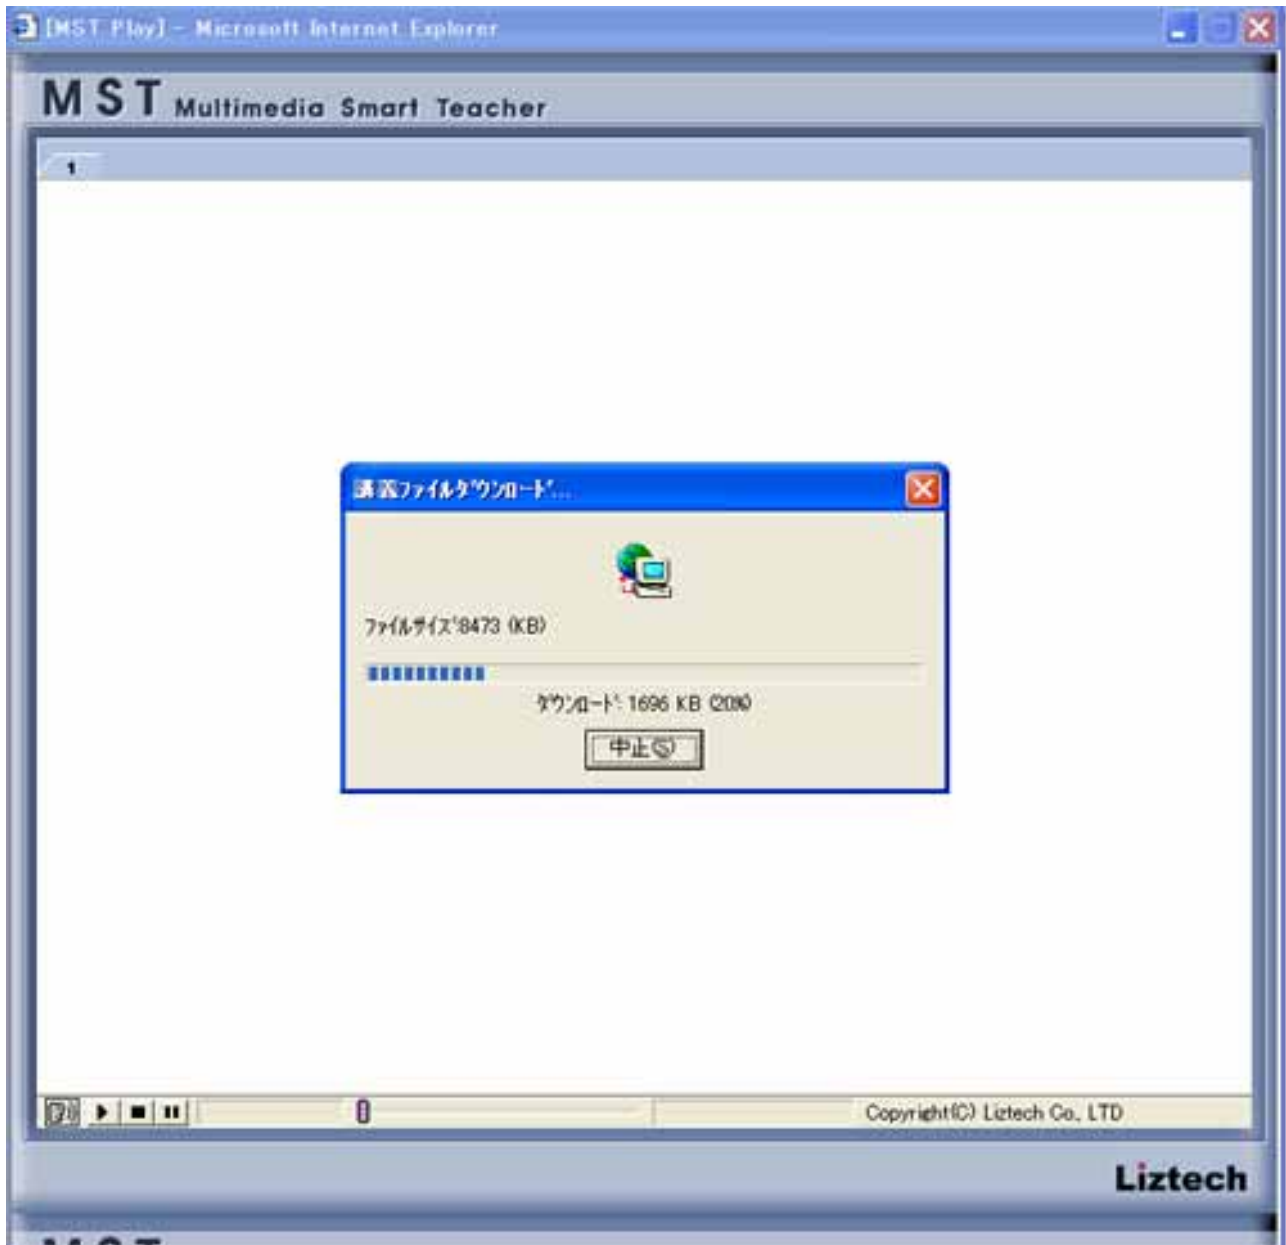 [MST Play] - Microsoft Internet Explorer
MST Multimedia Smart Teacher
1
講義ﾌｧｲﾙﾀﾞｳﾝﾛｰﾄﾞ...
ﾌｧｲﾙｻｲｽﾞ:8473 (KB)
ﾀﾞｳﾝﾛｰﾄﾞ: 1696 KB (20%)
中止(S)
Copyright(C) Liztech Co., LTD
Liztech
MST